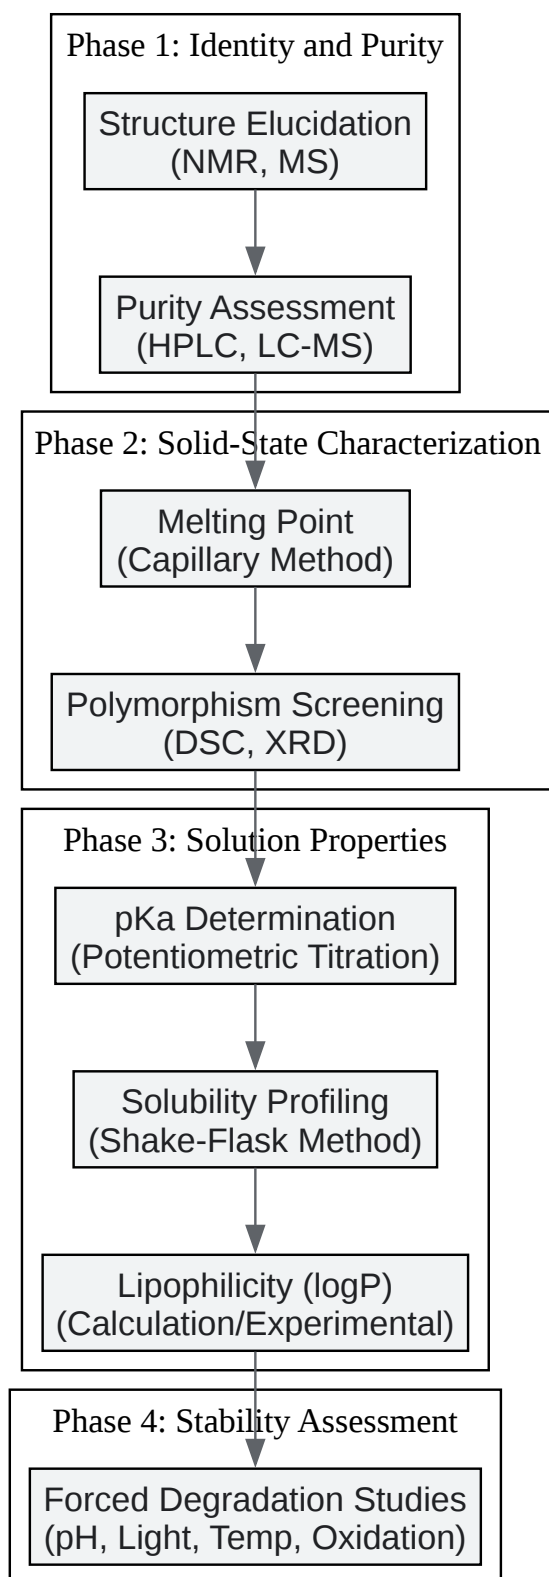 Phase 1: Identity and Purity
Structure Elucidation
(NMR, MS)
Purity Assessment
(HPLC, LC-MS)
Phase 2: Solid-State Characterization
Melting Point
(Capillary Method)
Polymorphism Screening
(DSC, XRD)
Phase 3: Solution Properties
pKa Determination
(Potentiometric Titration)
Solubility Profiling
(Shake-Flask Method)
Lipophilicity (logP)
(Calculation/Experimental)
Phase 4: Stability Assessment
Forced Degradation Studies
(pH, Light, Temp, Oxidation)